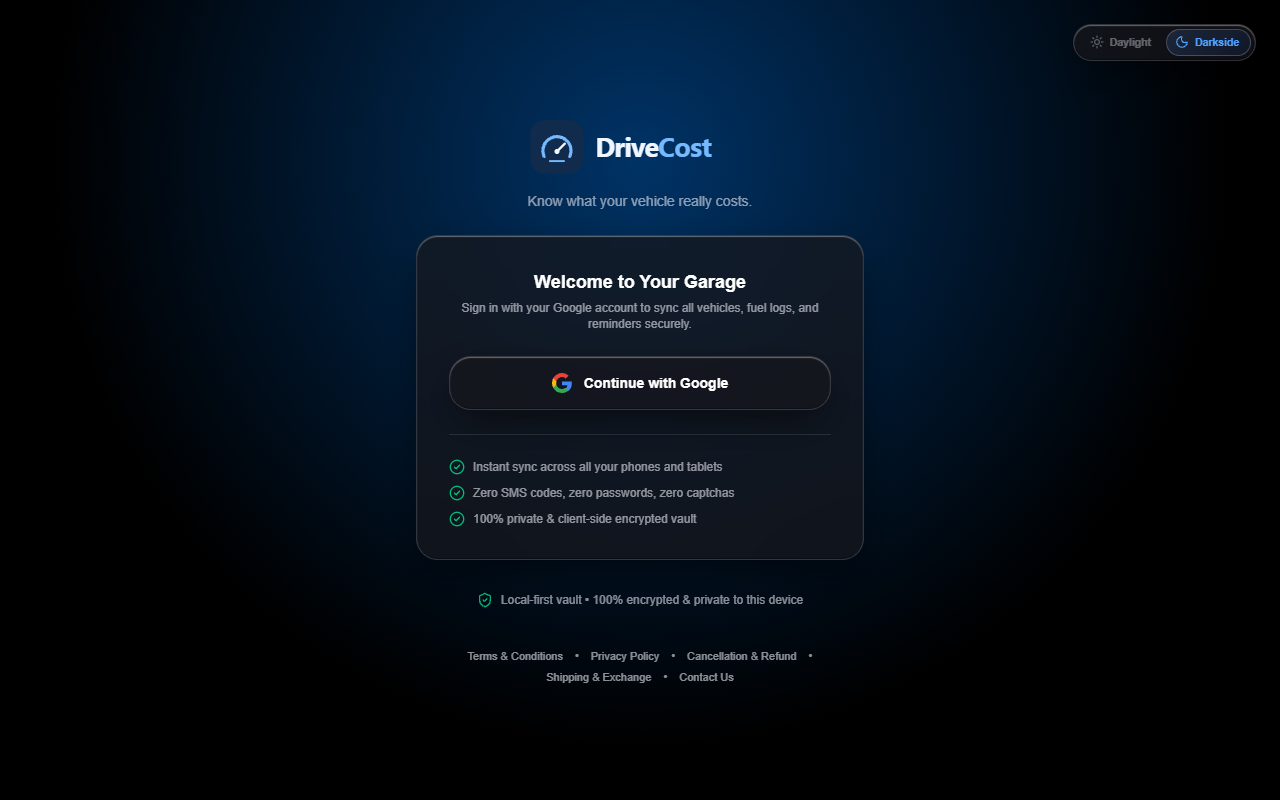 Daylight
Darkside
DriveCost
Know what your vehicle really costs.
Welcome to Your Garage
Sign in with your Google account to sync all vehicles, fuel logs, and
reminders securely.
Continue with Google
Instant sync across all your phones and tablets
Zero SMS codes, zero passwords, zero captchas
100% private & client-side encrypted vault
Local-first vault • 100% encrypted & private to this device
Terms & Conditions • Privacy Policy • Cancellation & Refund •
Shipping & Exchange • Contact Us